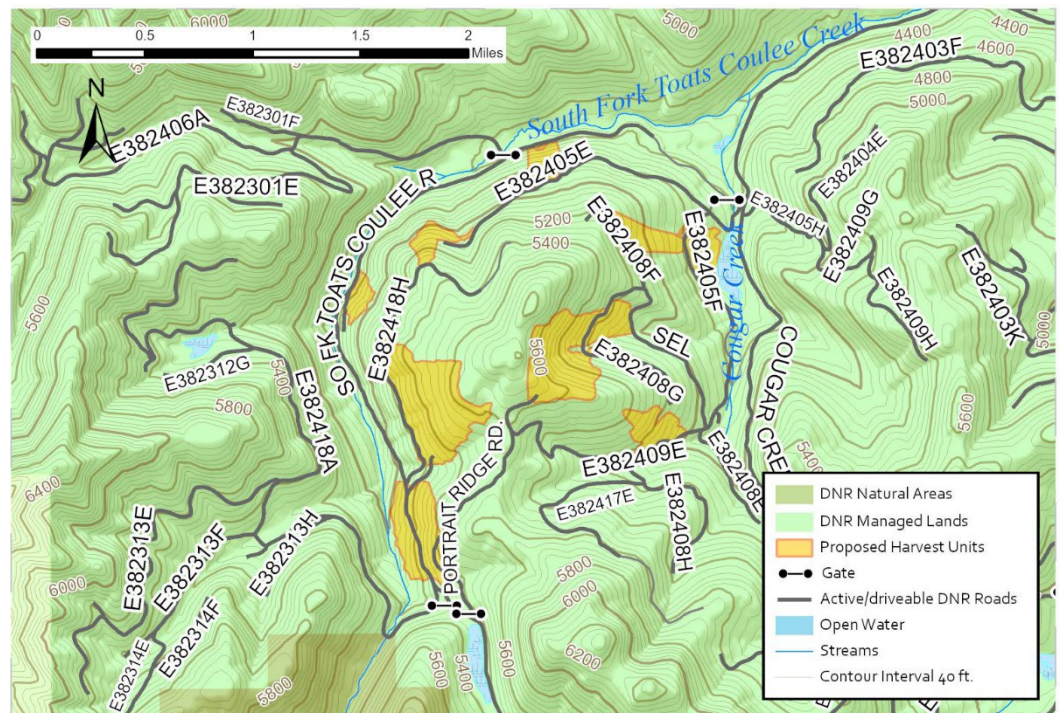 0 0.5 1 1.5 2
Miles
N
6000
6000
5000
4400
4400
4600
4800
5000
E382403F
South Fork Toats Coulee Creek
E382301F
E382406A
E382301E
E382405E
E382404E
E382405H
E382409G
5200
5400
E382408F
E382405F
E382409H
E382403K
5000
5600
SO FK TOATS COULEE R
E382418H
Cougar Creek
COUGAR CRE
SEL
5600
E382408G
E382312G
5400
5800
E382418A
5600
PORTRAIT RIDGE RD.
E382409E
E382408E
5400
6400
E382417E
E382408H
E382313E
E382313F
E382313H
5800
6000
6000
E382314F
E382314E
5600
5400
5600
6200
5800
DNR Natural Areas
DNR Managed Lands
Proposed Harvest Units
Gate
Active/driveable DNR Roads
Open Water
Streams
Contour Interval 40 ft.